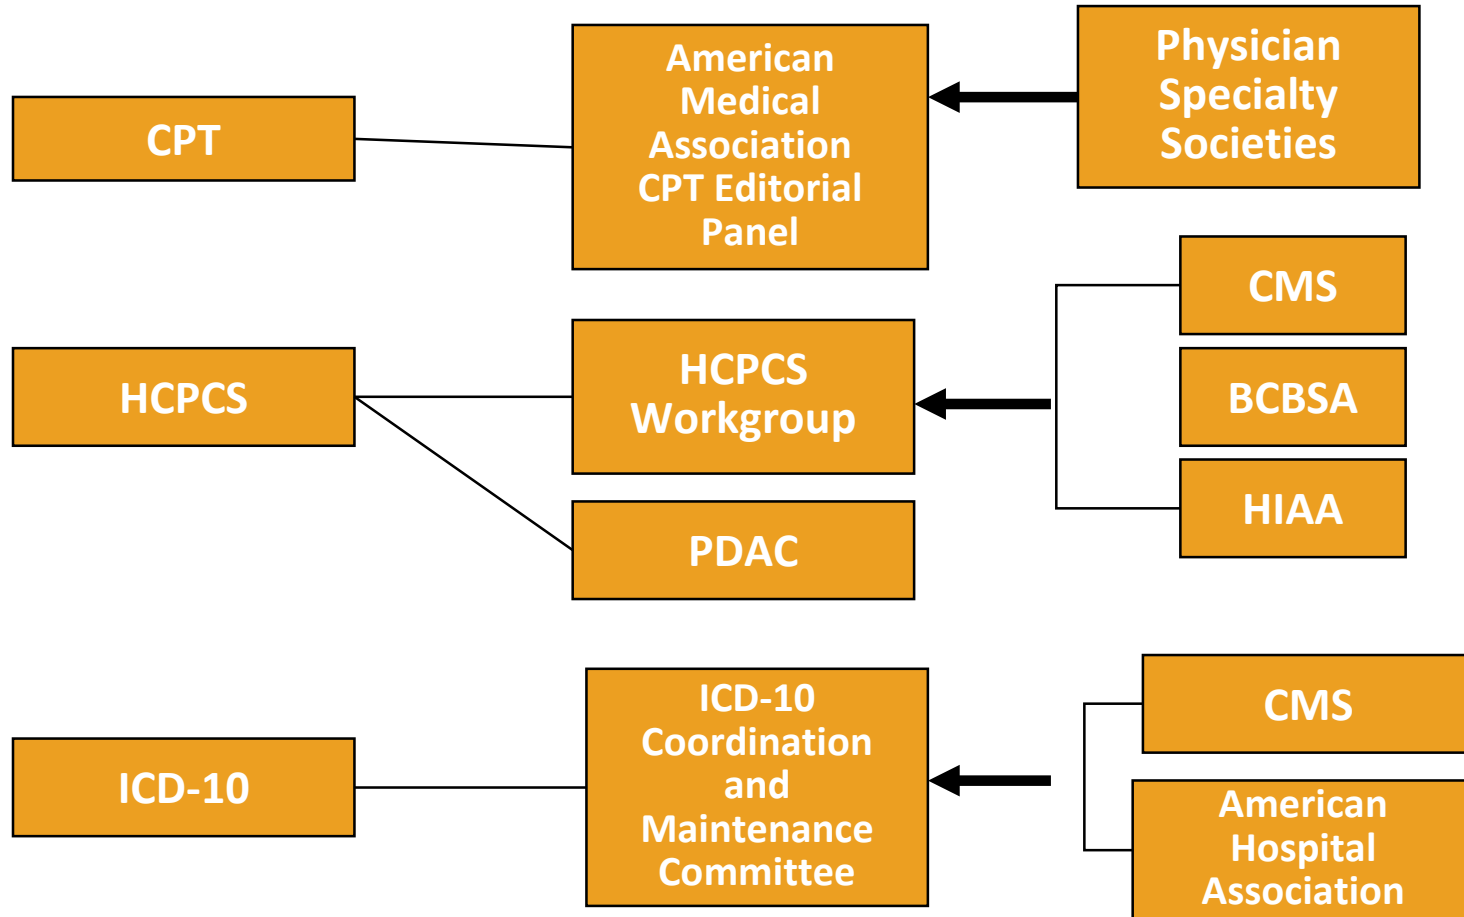 CPT
American
Medical
Association
CPT Editorial
Panel
Physician
Specialty
Societies
HCPCS
HCPCS
Workgroup
PDAC
CMS
BCBSA
HIAA
ICD-10
ICD-10
Coordination
and
Maintenance
Committee
CMS
American
Hospital
Association